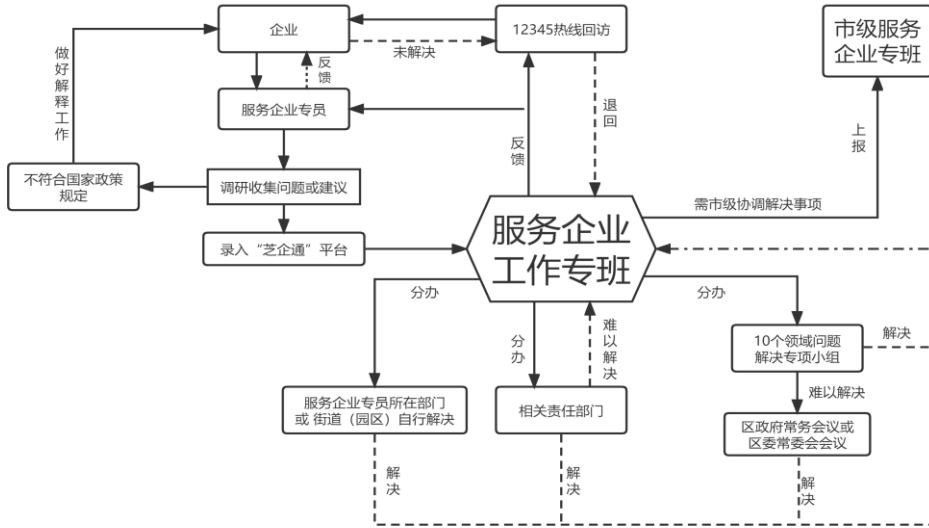 企业
12345热线回访
市级服务
企业专班
未解决
反馈
做好解释工作
服务企业专员
退回
反馈
上报
不符合国家政策
规定
调研收集问题或建议
需市级协调解决事项
录入“芝企通”平台
服务企业
工作专班
分办
分办
难以解决
分办
10个领域问题
解决专项小组
解决
难以解决
服务企业专员所在部门
或 街道（园区）自行解决
相关责任部门
区政府常务会议或
区委常委会会议
解决
解决
解决